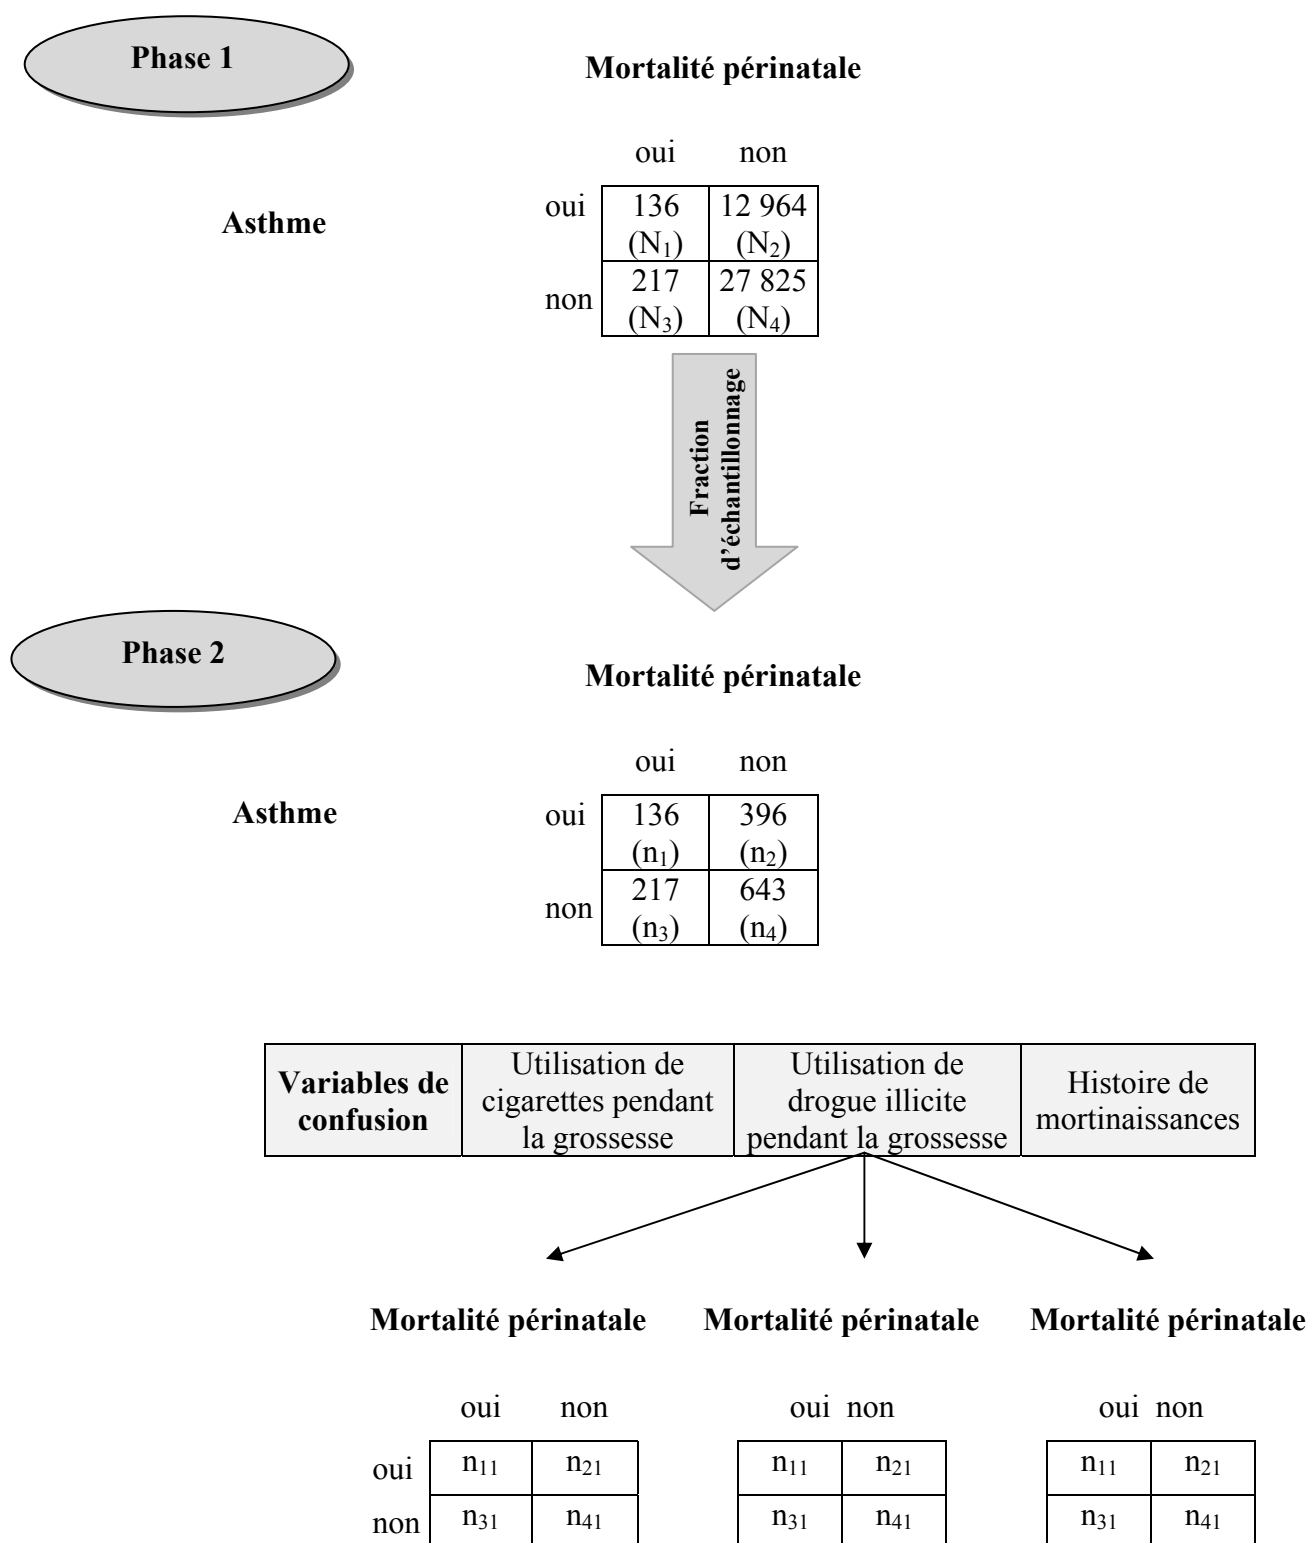 Phase 1
Mortalité périnatale
oui non
Asthme
oui 136 12 964
(N₁) (N₂)
non 217 27 825
(N₃) (N₄)
Fraction
d’échantillonnage
Phase 2
Mortalité périnatale
oui non
Asthme
oui 136 396
(n₁) (n₂)
non 217 643
(n₃) (n₄)
Variables de confusion
Utilisation de
cigarettes pendant
la grossesse
Utilisation de
drogue illicite
pendant la grossesse
Histoire de
mortinaissances
Mortalité périnatale Mortalité périnatale Mortalité périnatale
oui non oui non oui non
oui n₁₁ n₂₁ n₁₁ n₂₁ n₁₁ n₂₁
non n₃₁ n₄₁ n₃₁ n₄₁ n₃₁ n₄₁